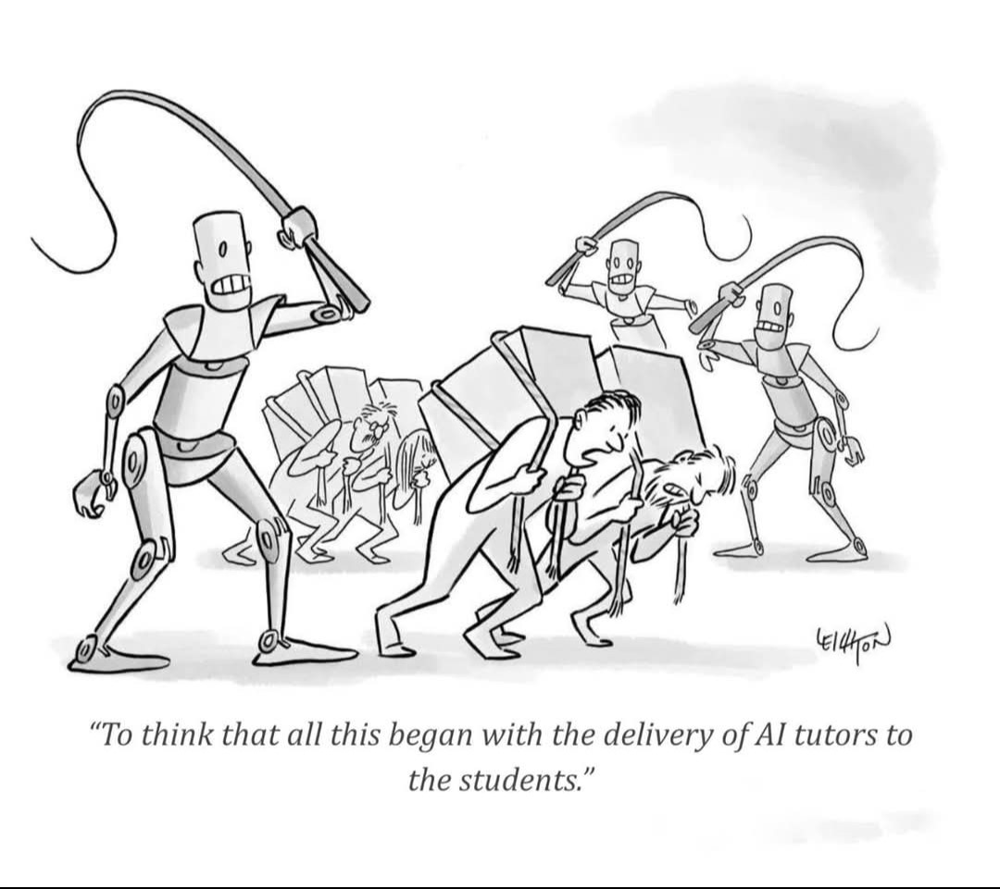 LEIGHTON
“To think that all this began with the delivery of AI tutors to
the students.”